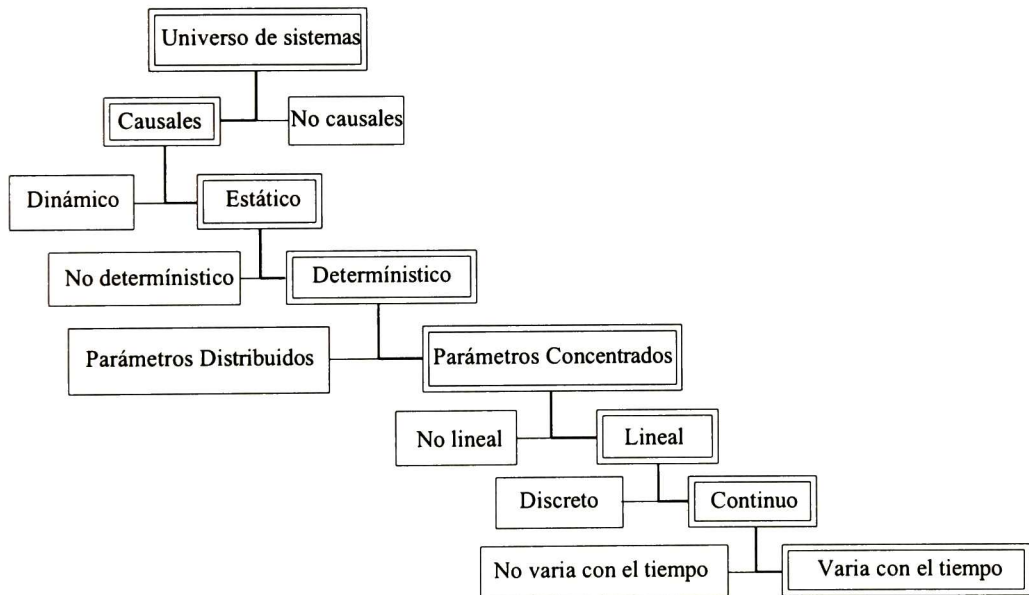 Universo de sistemas
Causales
No causales
Dinámico
Estático
No determínistico
Determínistico
Parámetros Distribuidos
Parámetros Concentrados
No lineal
Lineal
Discreto
Continuo
No varia con el tiempo
Varia con el tiempo